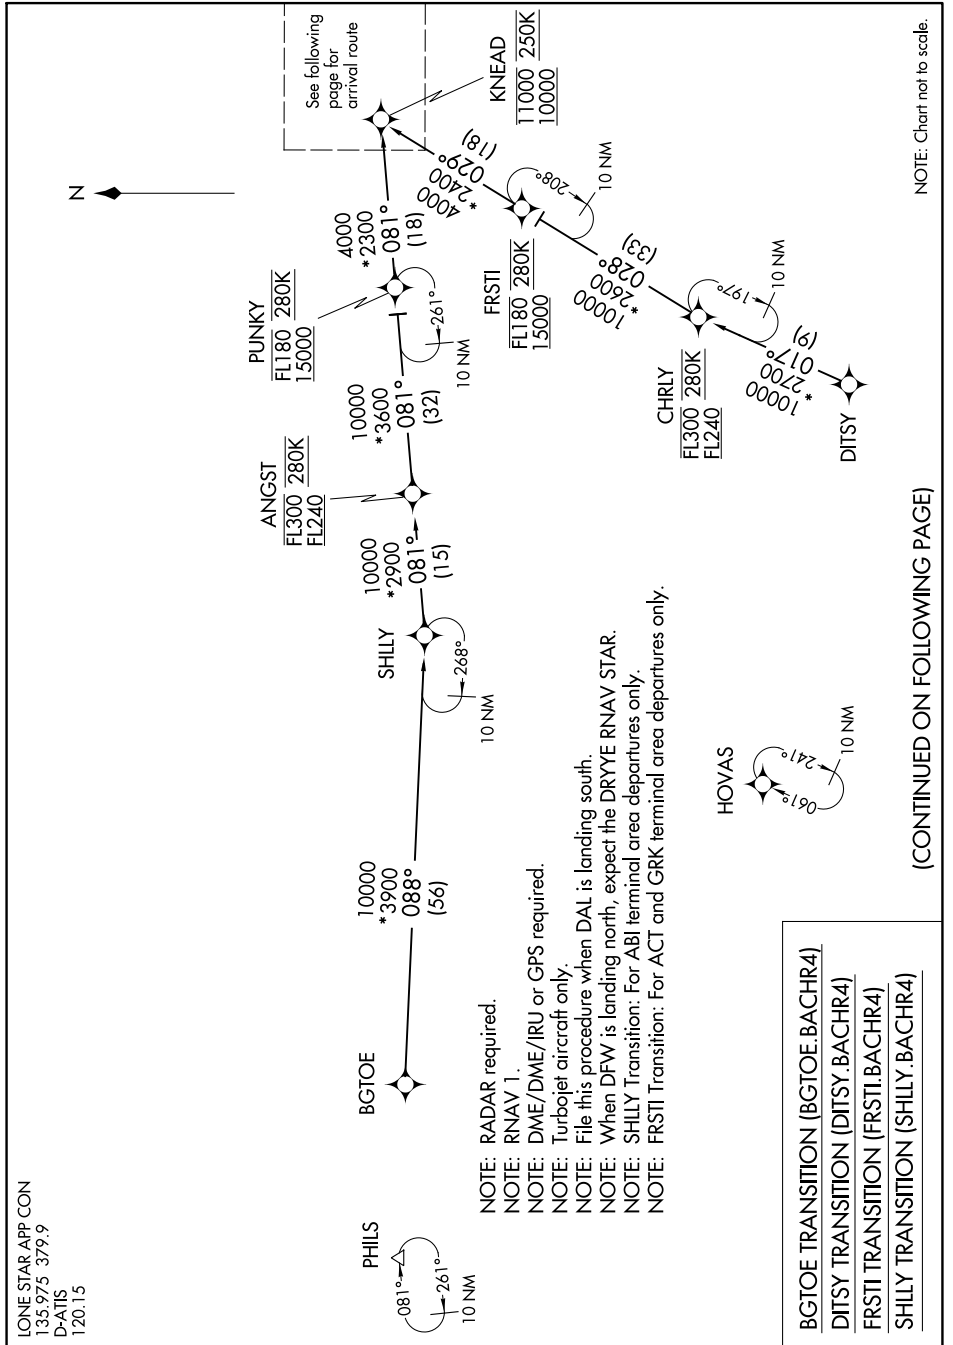 LONE STAR APP CON
135.975 379.9
D-ATIS
120.15
N
See following
page for
arrival route
KNEAD
11000 250K
10000
PUNKY
FL180 280K
15000
4000
*2300
081°
(18)
261°
10 NM
4000
*2400
029°
(18)
FRSTI
FL180 280K
15000
208°
10 NM
ANGST
FL300 280K
FL240
10000
*3600
081°
(32)
10000
*2600
028°
(33)
CHRLY
FL300 280K
FL240
197°
10 NM
10000
*2700
017°
(9)
DITSY
SHLLY
10000
*2900
081°
(15)
268°
10 NM
BGTOE
10000
*3900
088°
(56)
PHILS
081°
261°
10 NM
HOVAS
241°
061°
10 NM
NOTE: RADAR required.
NOTE: RNAV 1.
NOTE: DME/DME/IRU or GPS required.
NOTE: Turbojet aircraft only.
NOTE: File this procedure when DAL is landing south.
NOTE: When DFW is landing north, expect the DRYYE RNAV STAR.
NOTE: SHLLY Transition: For ABI terminal area departures only.
NOTE: FRSTI Transition: For ACT and GRK terminal area departures only.
BGTOE TRANSITION (BGTOE.BACHR4)
DITSY TRANSITION (DITSY.BACHR4)
FRSTI TRANSITION (FRSTI.BACHR4)
SHLLY TRANSITION (SHLLY.BACHR4)
(CONTINUED ON FOLLOWING PAGE)
NOTE: Chart not to scale.